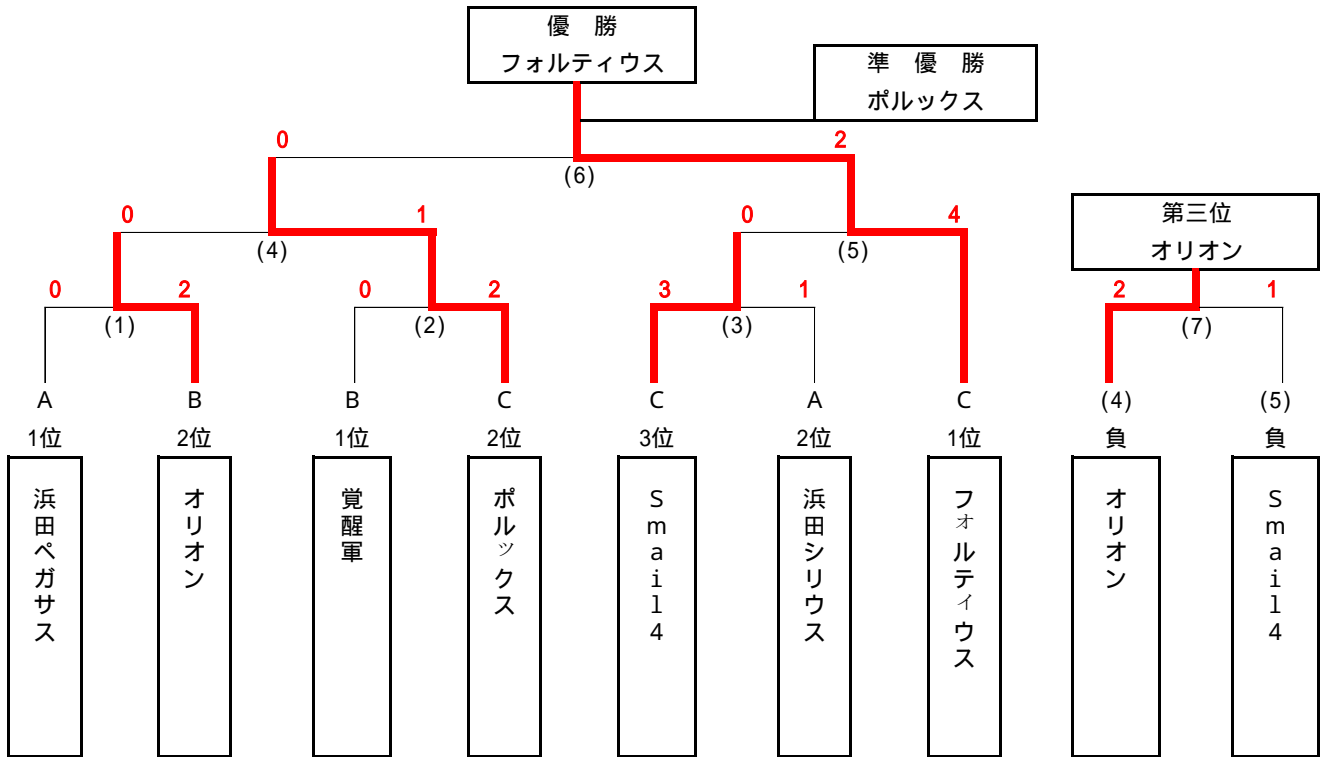 優　勝
フォルティウス
準　優　勝
ポルックス
0
2
(6)
0
1
0
4
第三位
オリオン
(4)
(5)
0
2
0
2
3
1
2
1
(1)
(2)
(3)
(7)
A
B
B
C
C
A
C
(4)
(5)
1位
2位
1位
2位
3位
2位
1位
負
負
浜田ペガサス
オリオン
覚醒軍
ポルックス
Smail4
浜田シリウス
フォルティウス
オリオン
Smail4